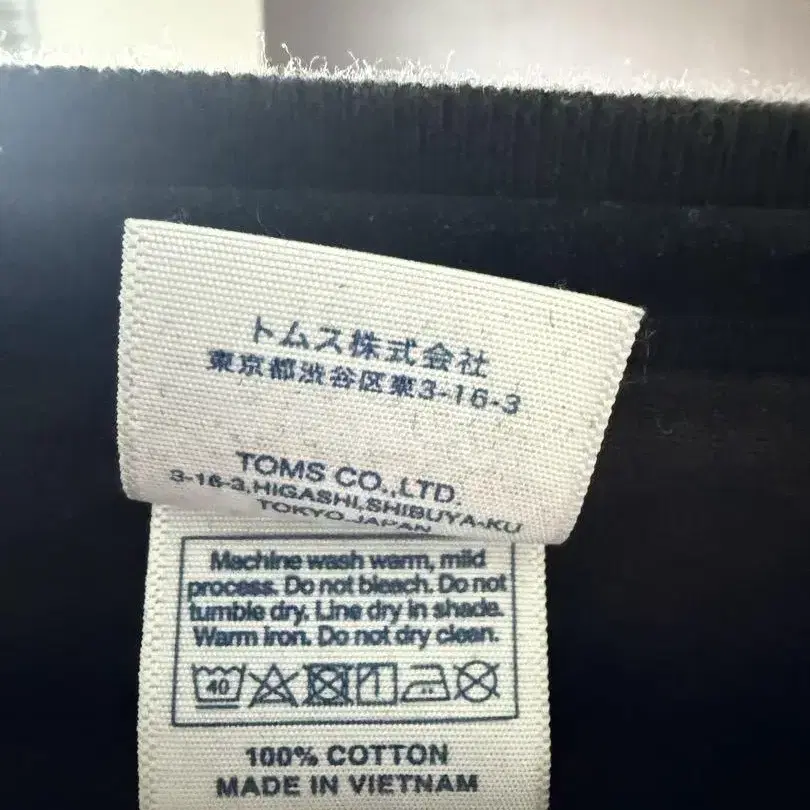 トムス株式会社
東京都渋谷区東3-16-3
TOMS CO.,LTD.
3-16-3,HIGASHI,SHIBUYA-KU
TOKYO.JAPAN
Machine wash warm, mild
process. Do not bleach. Do not
tumble dry. Line dry in shade.
Warm iron. Do not dry clean.
40
100% COTTON
MADE IN VIETNAM